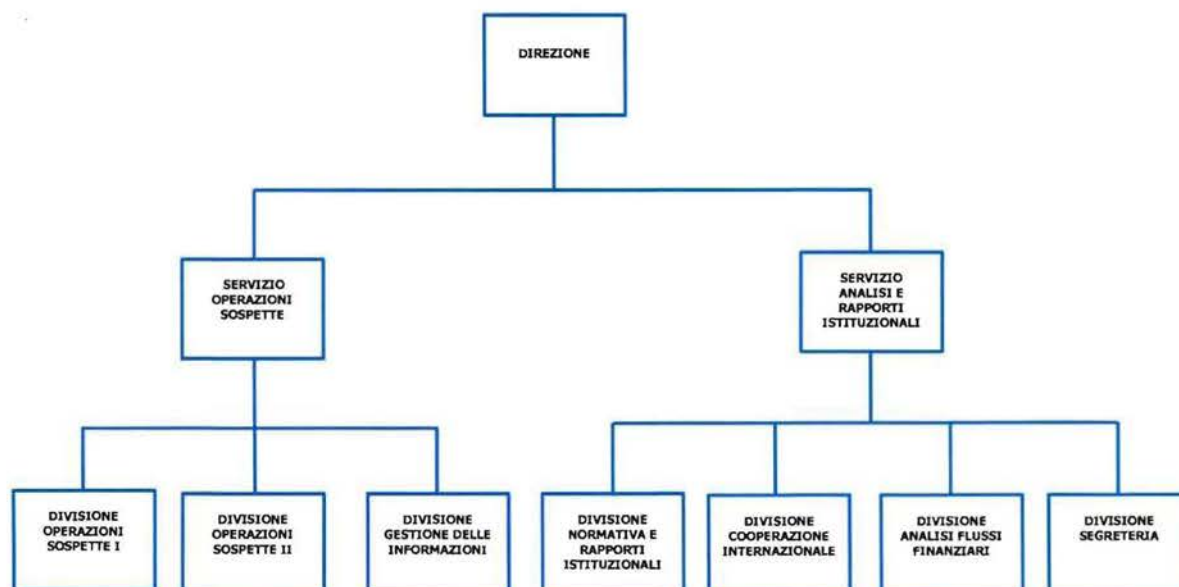 DIREZIONE
SERVIZIO
OPERAZIONI
SOSPETTE
SERVIZIO
ANALISI E
RAPPORTI
ISTITUZIONALI
DIVISIONE
OPERAZIONI
SOSPETTE I
DIVISIONE
OPERAZIONI
SOSPETTE II
DIVISIONE
GESTIONE DELLE
INFORMAZIONI
DIVISIONE
NORMATIVA E
RAPPORTI
ISTITUZIONALI
DIVISIONE
COOPERAZIONE
INTERNAZIONALE
DIVISIONE
ANALISI FLUSSI
FINANZIARI
DIVISIONE
SEGRETERIA